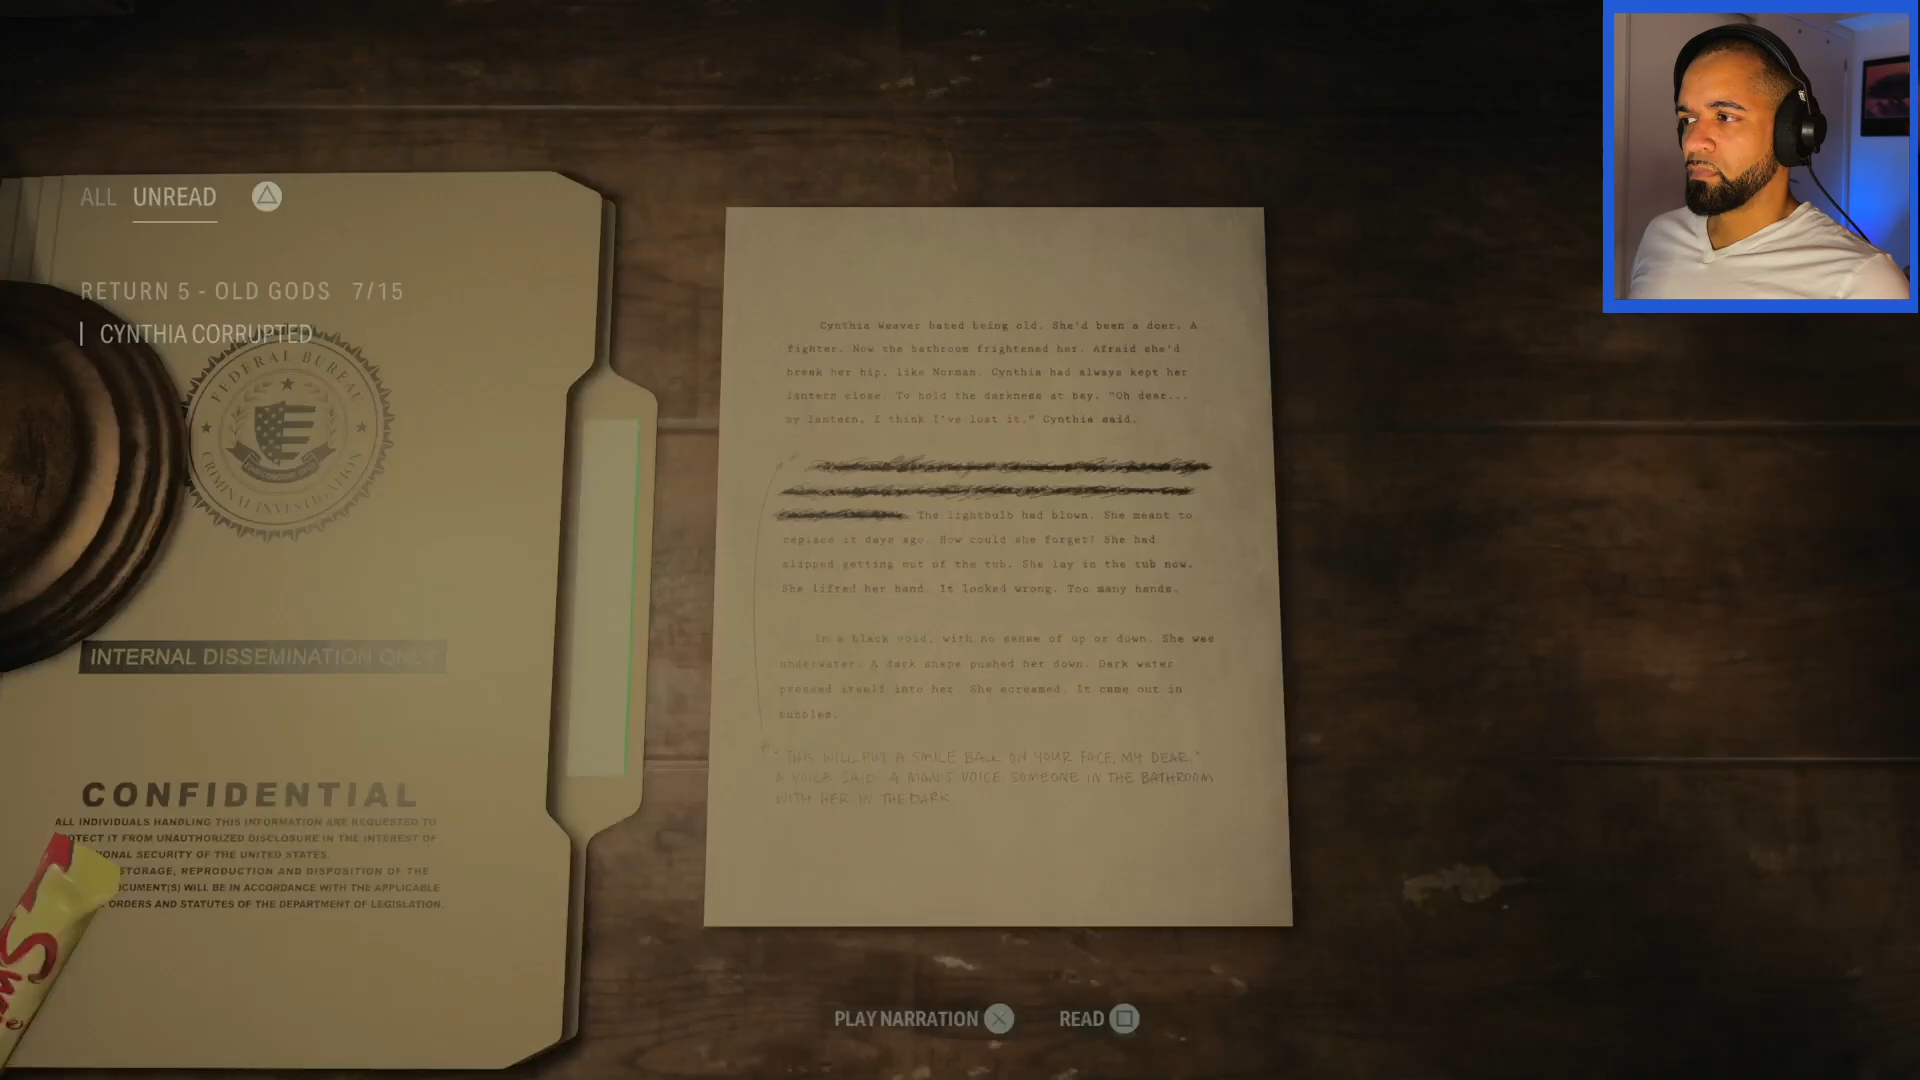 ALL UNREAD
RETURN 5 - OLD GODS 7/15
CYNTHIA CORRUPTED
FEDERAL BUREAU
CRIMINAL INVESTIGATION
INTERNAL DISSEMINATION ONLY
CONFIDENTIAL
ALL INDIVIDUALS HANDLING THIS INFORMATION ARE REQUESTED TO
IT FROM UNAUTHORIZED DISCLOSURE IN THE INTEREST OF
SECURITY OF THE UNITED STATES.
STORAGE, REPRODUCTION AND DISPOSITION OF THE
WILL BE IN ACCORDANCE WITH THE APPLICABLE
ORDERS AND STATUTES OF THE DEPARTMENT OF LEGISLATION.
Cynthia Weaver hated being old. She'd been a doer. A
fighter. Now the bathroom frightened her. Afraid she'd
break her hip, like Norman. Cynthia had always kept her
lantern close. To hold the darkness at bay. "Oh dear...
my lantern, I think I've lost it," Cynthia said.
The lightbulb had blown. She meant to
replace it days ago. How could she forget? She had
slipped getting out of the tub. She lay in the tub now.
She lifted her hand. It looked wrong. Too many hands.
In a black void, with no sense of up or down. She was
underwater. A dark shape pushed her down. Dark water
pressed itself into her. She screamed. It came out in
bubbles.
"THIS WILL PUT A SMILE BACK ON YOUR FACE, MY DEAR."
A VOICE SAID. A MAN'S VOICE. SOMEONE IN THE BATHROOM
WITH HER IN THE DARK.
PLAY NARRATION READ